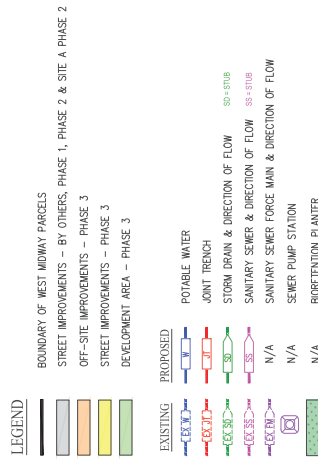 LEGEND
BOUNDARY OF WEST MIDWAY PARCELS
STREET IMPROVEMENTS - BY OTHERS, PHASE 1, PHASE 2 & SITE A PHASE 2
OFF-SITE IMPROVEMENTS - PHASE 3
STREET IMPROVEMENTS - PHASE 3
DEVELOPMENT AREA - PHASE 3
EXISTING PROPOSED
EX W W POTABLE WATER
EX JT JT JOINT TRENCH
EX SD SD STORM DRAIN & DIRECTION OF FLOW SD = STUB
EX SS SS SANITARY SEWER & DIRECTION OF FLOW SS = STUB
EX FM N/A SANITARY SEWER FORCE MAIN & DIRECTION OF FLOW
N/A SEWER PUMP STATION
N/A BIORETENTION PLANTER